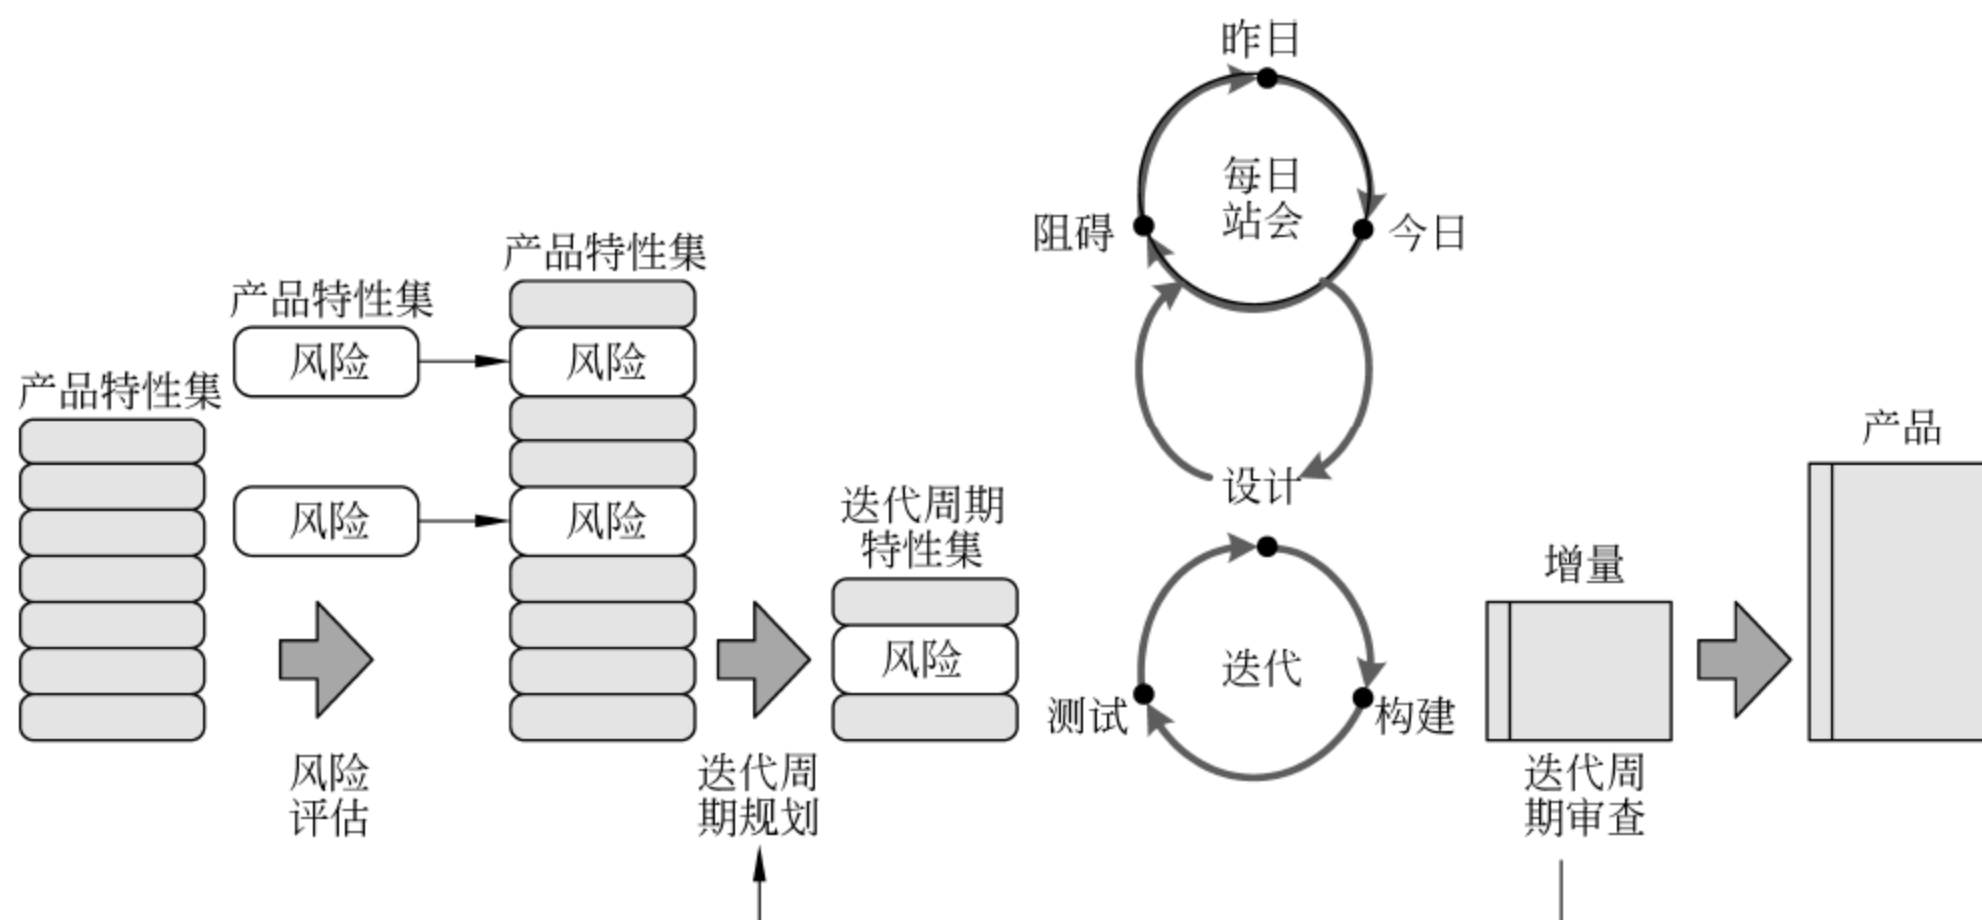 昨日
每日
站会
阻碍
今日
产品特性集
产品特性集
风险
风险
产品特性集
产品
设计
迭代周期
特性集
风险
风险
增量
风险
迭代
测试
构建
风险
评估
迭代周
期规划
迭代周
期审查